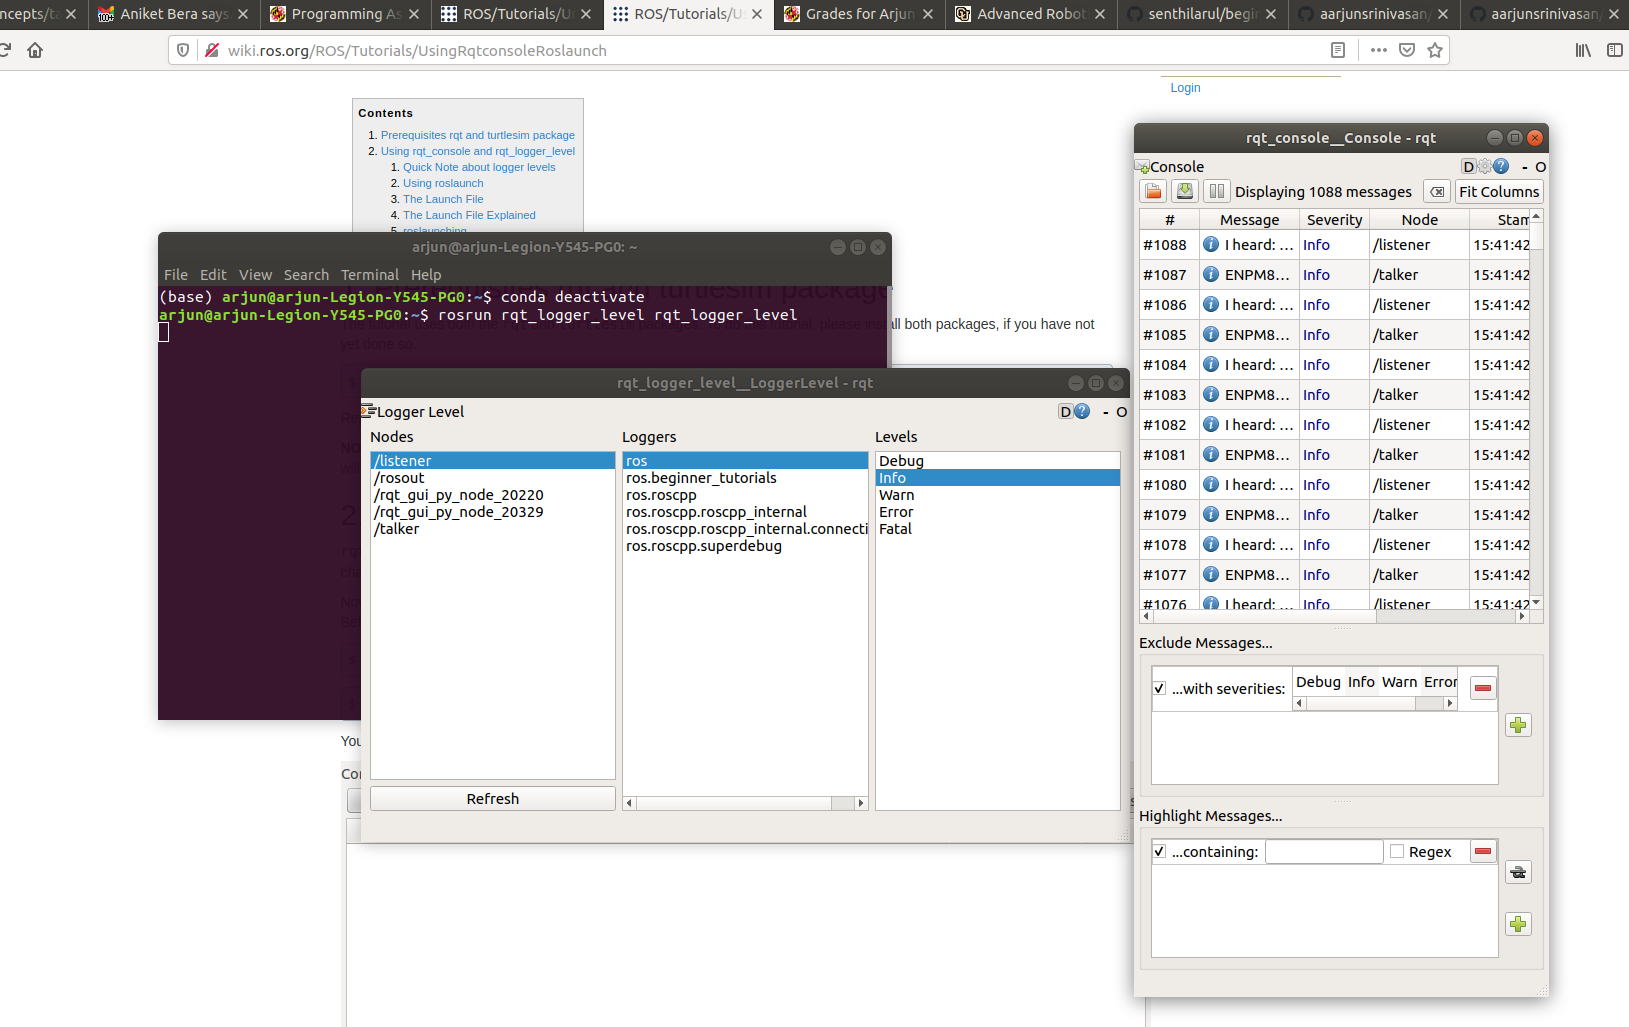 ncepts/ta
Aniket Bera says
Programming As
ROS/Tutorials/U
ROS/Tutorials/Us
Grades for Arjun
Advanced Robot
senthilarul/begin
aarjunsrinivasan/
aarjunsrinivasan/
wiki.ros.org/ROS/Tutorials/UsingRqtconsoleRoslaunch
Login
Contents
1. Prerequisites rqt and turtlesim package
2. Using rqt_console and rqt_logger_level
1. Quick Note about logger levels
2. Using roslaunch
3. The Launch File
4. The Launch File Explained
5. roslaunching
arjun@arjun-Legion-Y545-PG0: ~
File Edit View Search Terminal Help
(base) arjun@arjun-Legion-Y545-PG0:~$ conda deactivate
arjun@arjun-Legion-Y545-PG0:~$ rosrun rqt_logger_level rqt_logger_level
ll both packages, if you have not
yet done so.
You
Co
rqt_logger_level__LoggerLevel - rqt
Logger Level
D ? - O
Nodes
/listener
/rosout
/rqt_gui_py_node_20220
/rqt_gui_py_node_20329
/talker
Refresh
Loggers
ros
ros.beginner_tutorials
ros.roscpp
ros.roscpp.roscpp_internal
ros.roscpp.roscpp_internal.connecti
ros.roscpp.superdebug
Levels
Debug
Info
Warn
Error
Fatal
rqt_console__Console - rqt
Console
D ? - O
Displaying 1088 messages
Fit Columns
# Message Severity Node Stam
#1088 I heard: ... Info /listener 15:41:42
#1087 ENPM8... Info /talker 15:41:42
#1086 I heard: ... Info /listener 15:41:42
#1085 ENPM8... Info /talker 15:41:42
#1084 I heard: ... Info /listener 15:41:42
#1083 ENPM8... Info /talker 15:41:42
#1082 I heard: ... Info /listener 15:41:42
#1081 ENPM8... Info /talker 15:41:42
#1080 I heard: ... Info /listener 15:41:42
#1079 ENPM8... Info /talker 15:41:42
#1078 I heard: ... Info /listener 15:41:42
#1077 ENPM8... Info /talker 15:41:42
#1076 I heard: ... Info /listener 15:41:42
Exclude Messages...
...with severities: Debug Info Warn Error
Highlight Messages...
...containing: Regex